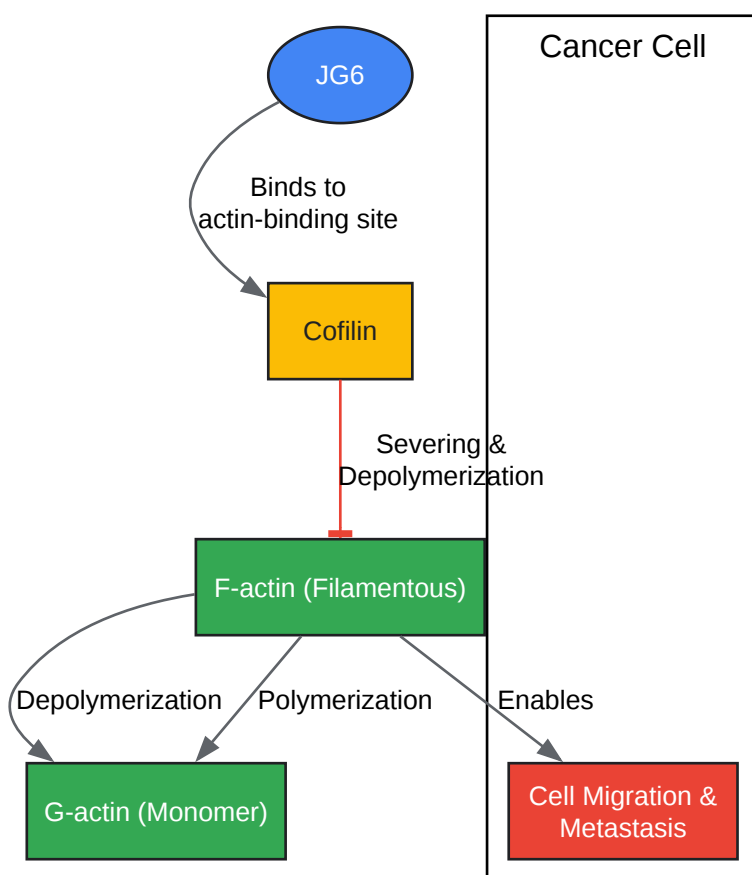 Cancer Cell
JG6
Binds to
actin-binding site
Cofilin
Severing &
Depolymerization
F-actin (Filamentous)
Depolymerization
Polymerization
Enables
G-actin (Monomer)
Cell Migration &
Metastasis